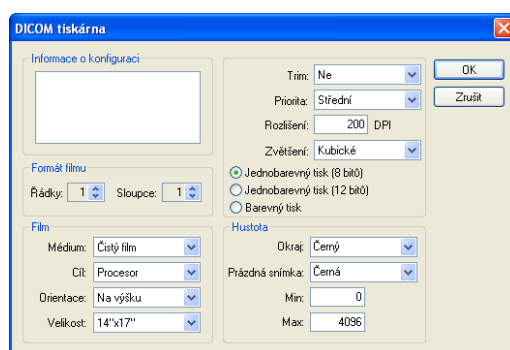 DICOM tiskárna
Informace o konfiguraci
Formát filmu
Řádky: 1 Sloupce: 1
Film
Médium: Čistý film
Cíl: Procesor
Orientace: Na výšku
Velikost: 14"x17"
Trim: Ne
Priorita: Střední
Rozlišení: 200 DPI
Zvětšení: Kubické
Jednobarevný tisk (8 bitů)
Jednobarevný tisk (12 bitů)
Barevný tisk
Hustota
Okraj: Černý
Prázdná snímka: Černá
Min: 0
Max: 4096
OK
Zrušit